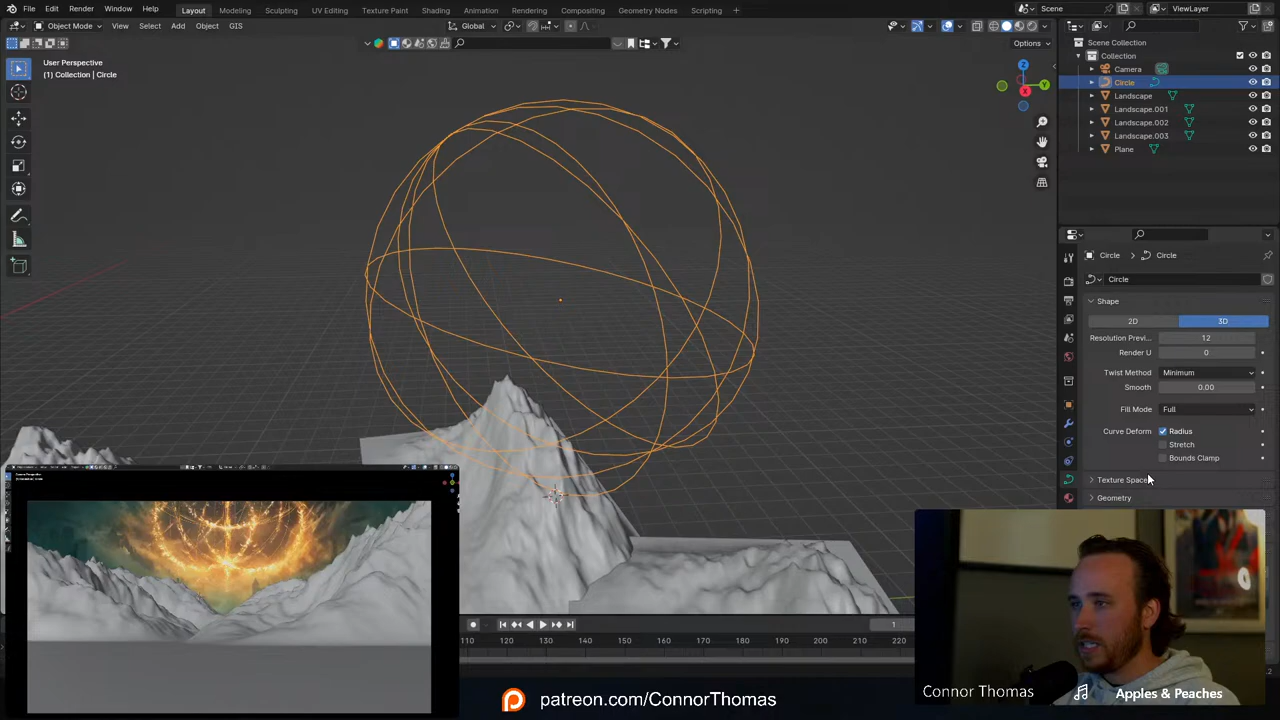 File Edit Render Window Help Layout Modeling Sculpting UV Editing Texture Paint Shading Animation Rendering Compositing Geometry Nodes Scripting + Scene ViewLayer
Object Mode View Select Add Object GIS Global
Options
User Perspective
(1) Collection | Circle
Scene Collection
Collection
Camera
Circle
Landscape
Landscape.001
Landscape.002
Landscape.003
Plane
Circle > Circle
Circle
Shape
2D 3D
Resolution Previ... 12
Render U 0
Twist Method Minimum
Smooth 0.00
Fill Mode Full
Curve Deform Radius
Stretch
Bounds Clamp
Texture Space
Geometry
1
110 120 130 140 150 160 170 180 190 200 210 220
patreon.com/ConnorThomas
Connor Thomas
Apples & Peaches